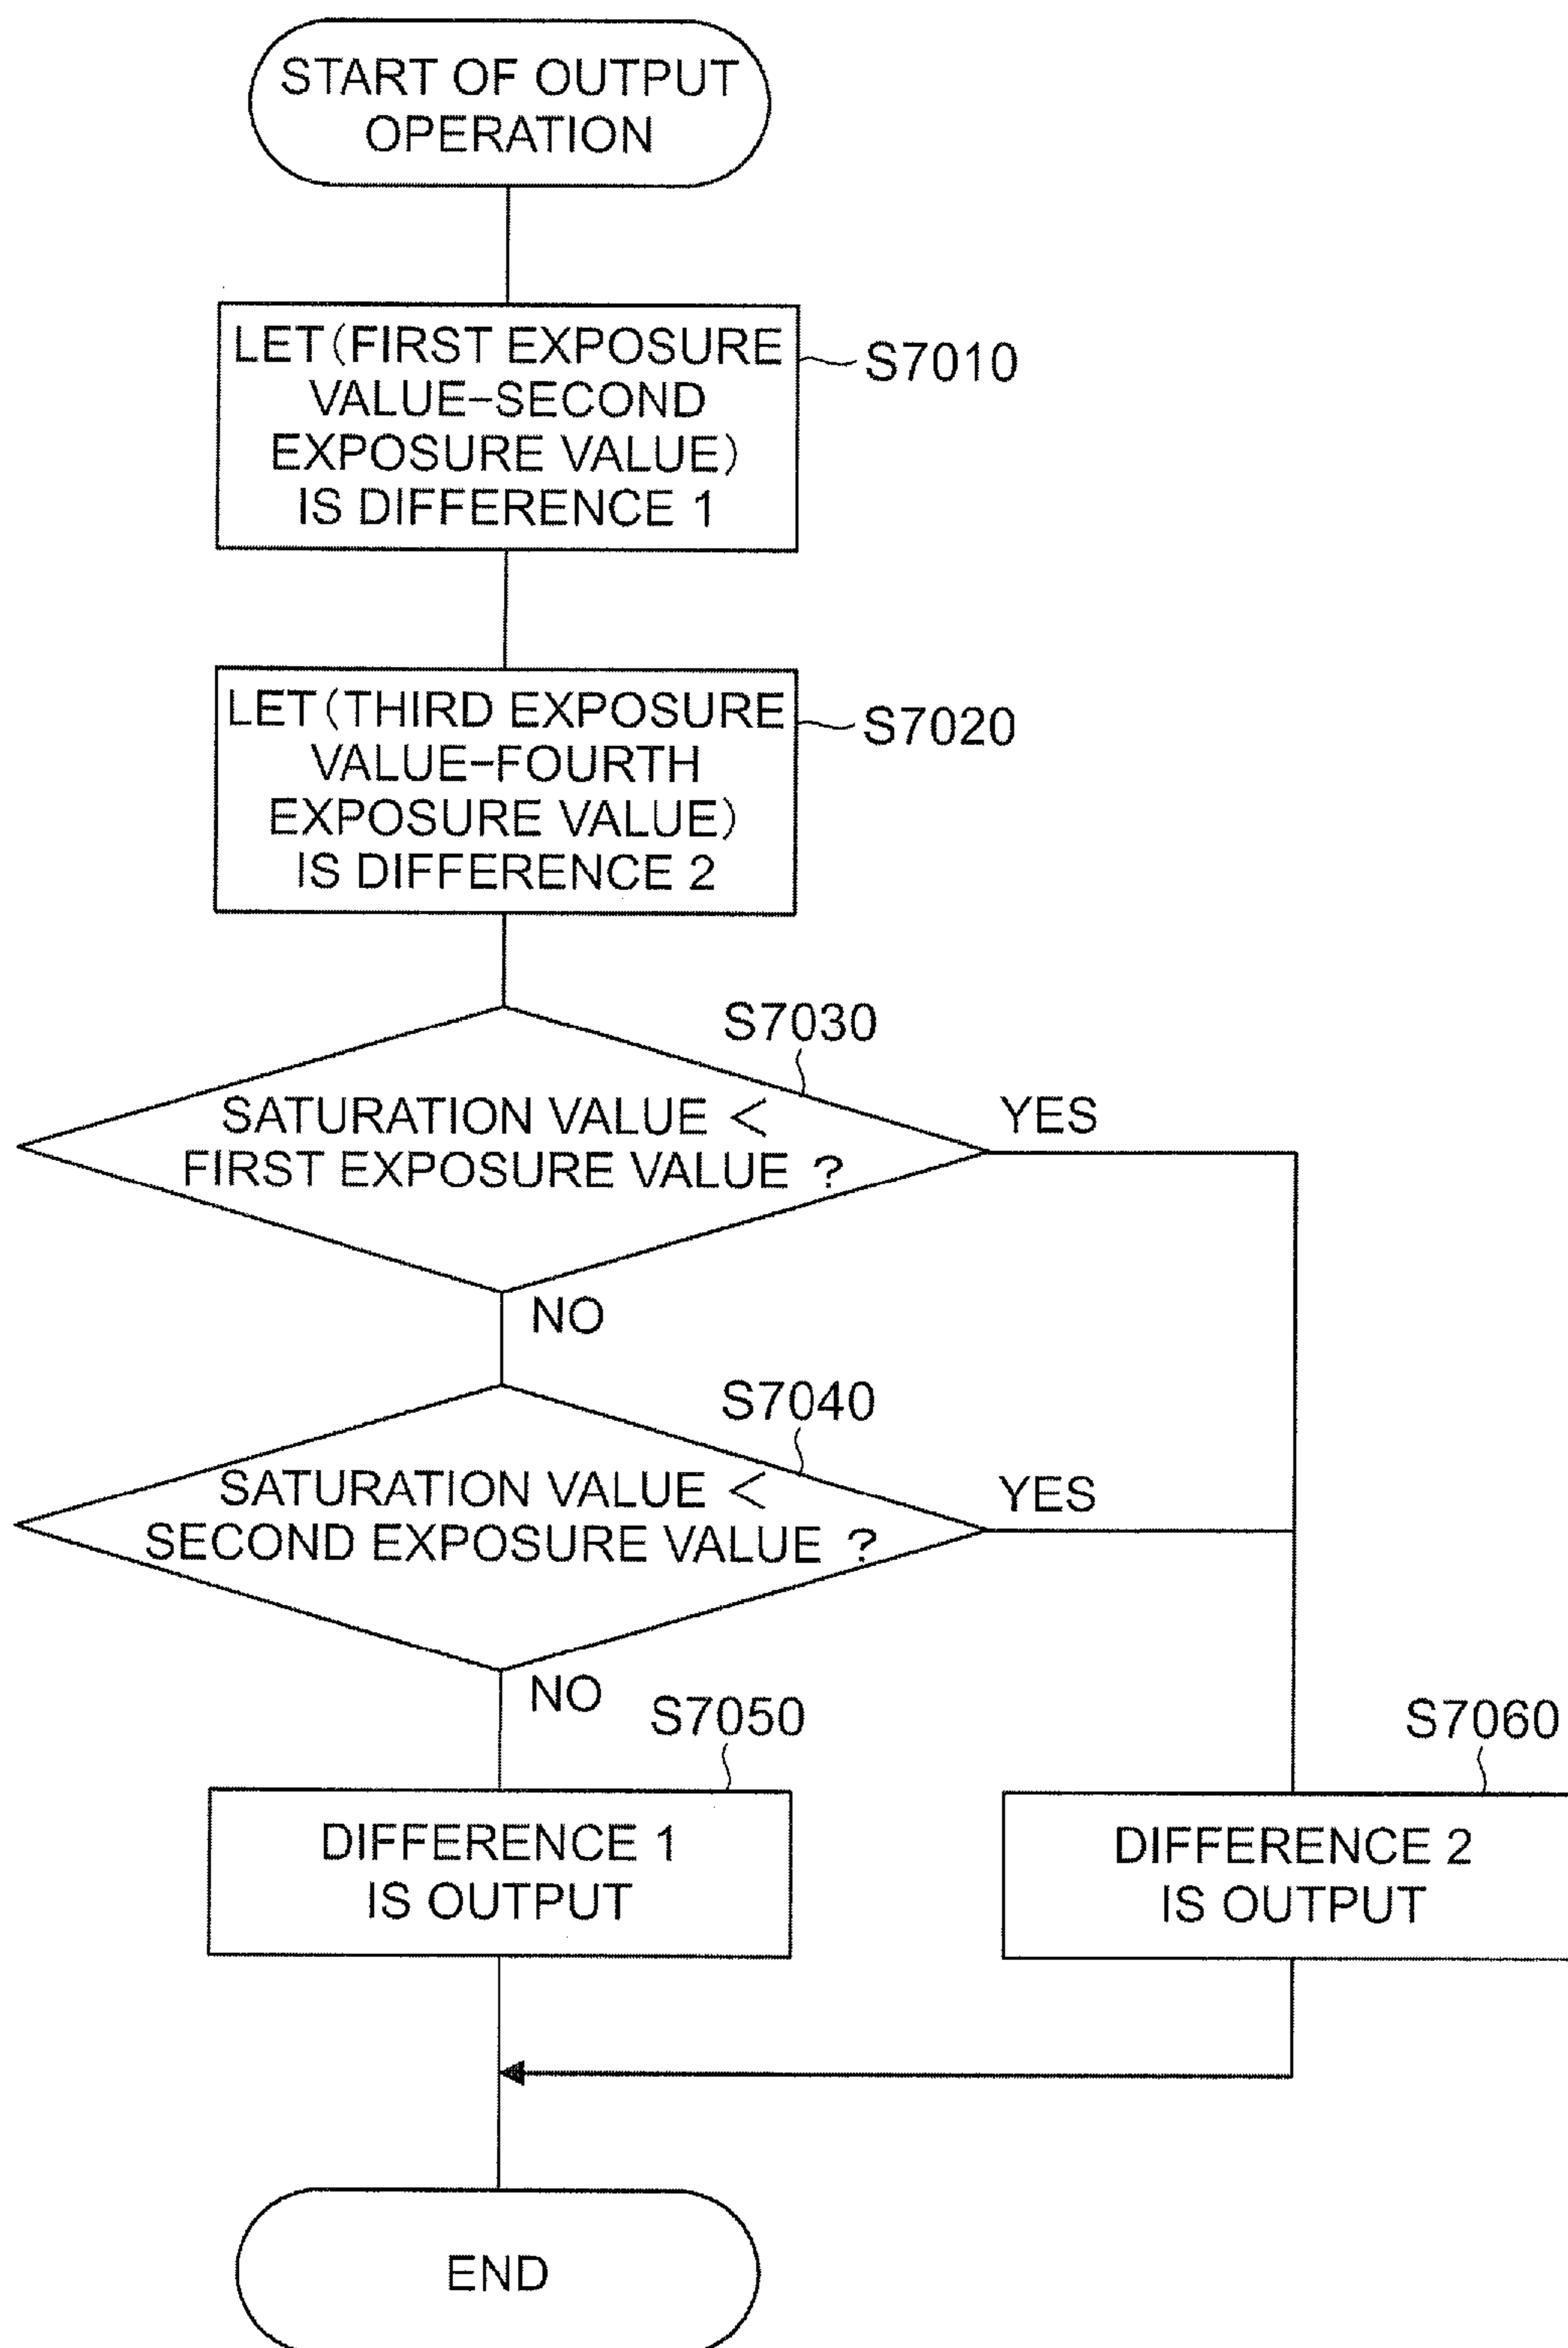 START OF OUTPUT
OPERATION
LET(FIRST EXPOSURE
VALUE-SECOND
EXPOSURE VALUE)
IS DIFFERENCE 1
S7010
LET(THIRD EXPOSURE
VALUE-FOURTH
EXPOSURE VALUE)
IS DIFFERENCE 2
S7020
S7030
SATURATION VALUE <
FIRST EXPOSURE VALUE ?
YES
NO
S7040
SATURATION VALUE <
SECOND EXPOSURE VALUE ?
YES
NO
S7050
DIFFERENCE 1
IS OUTPUT
S7060
DIFFERENCE 2
IS OUTPUT
END